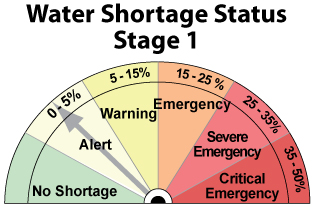 Water Shortage Status
Stage 1
0-5%
5-15%
15-25%
25-35%
35-50%
No Shortage
Alert
Warning
Emergency
Severe
Emergency
Critical
Emergency